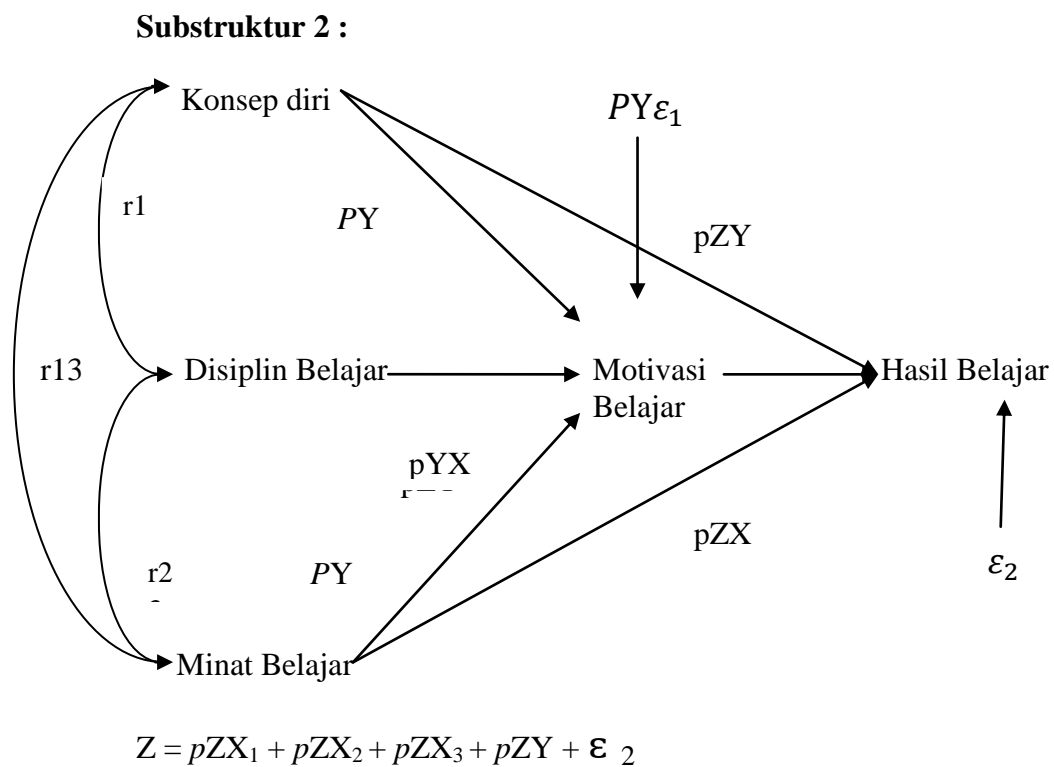 Substruktur 2 :
Konsep diri
PYε₁
r1
PY
pZY
r13
Disiplin Belajar
Motivasi
Belajar
Hasil Belajar
pYX
pZX
r2
PY
ε₂
Minat Belajar
Z = pZX₁ + pZX₂ + pZX₃ + pZY + ε ₂